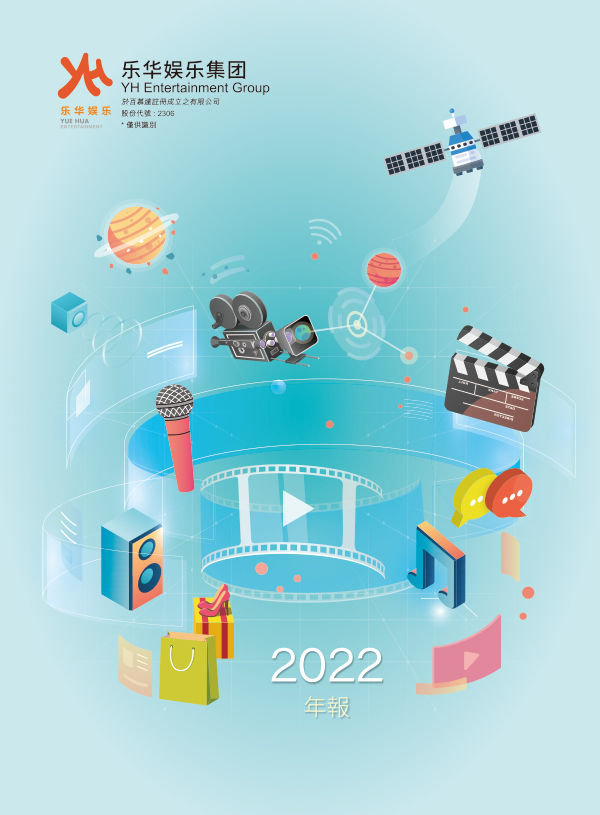 乐华娱乐集团
YH Entertainment Group
於百慕達註冊成立之有限公司
股份代號 : 2306
* 僅供識別
乐华娱乐
YUE HUA
ENTERTAINMENT
2022
年報